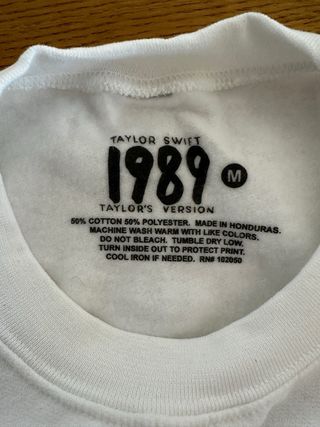 TAYLOR SWIFT
1989 M
TAYLOR'S VERSION
50% COTTON 50% POLYESTER. MADE IN HONDURAS.
MACHINE WASH WARM WITH LIKE COLORS.
DO NOT BLEACH. TUMBLE DRY LOW.
TURN INSIDE OUT TO PROTECT PRINT.
COOL IRON IF NEEDED. RN# 102050